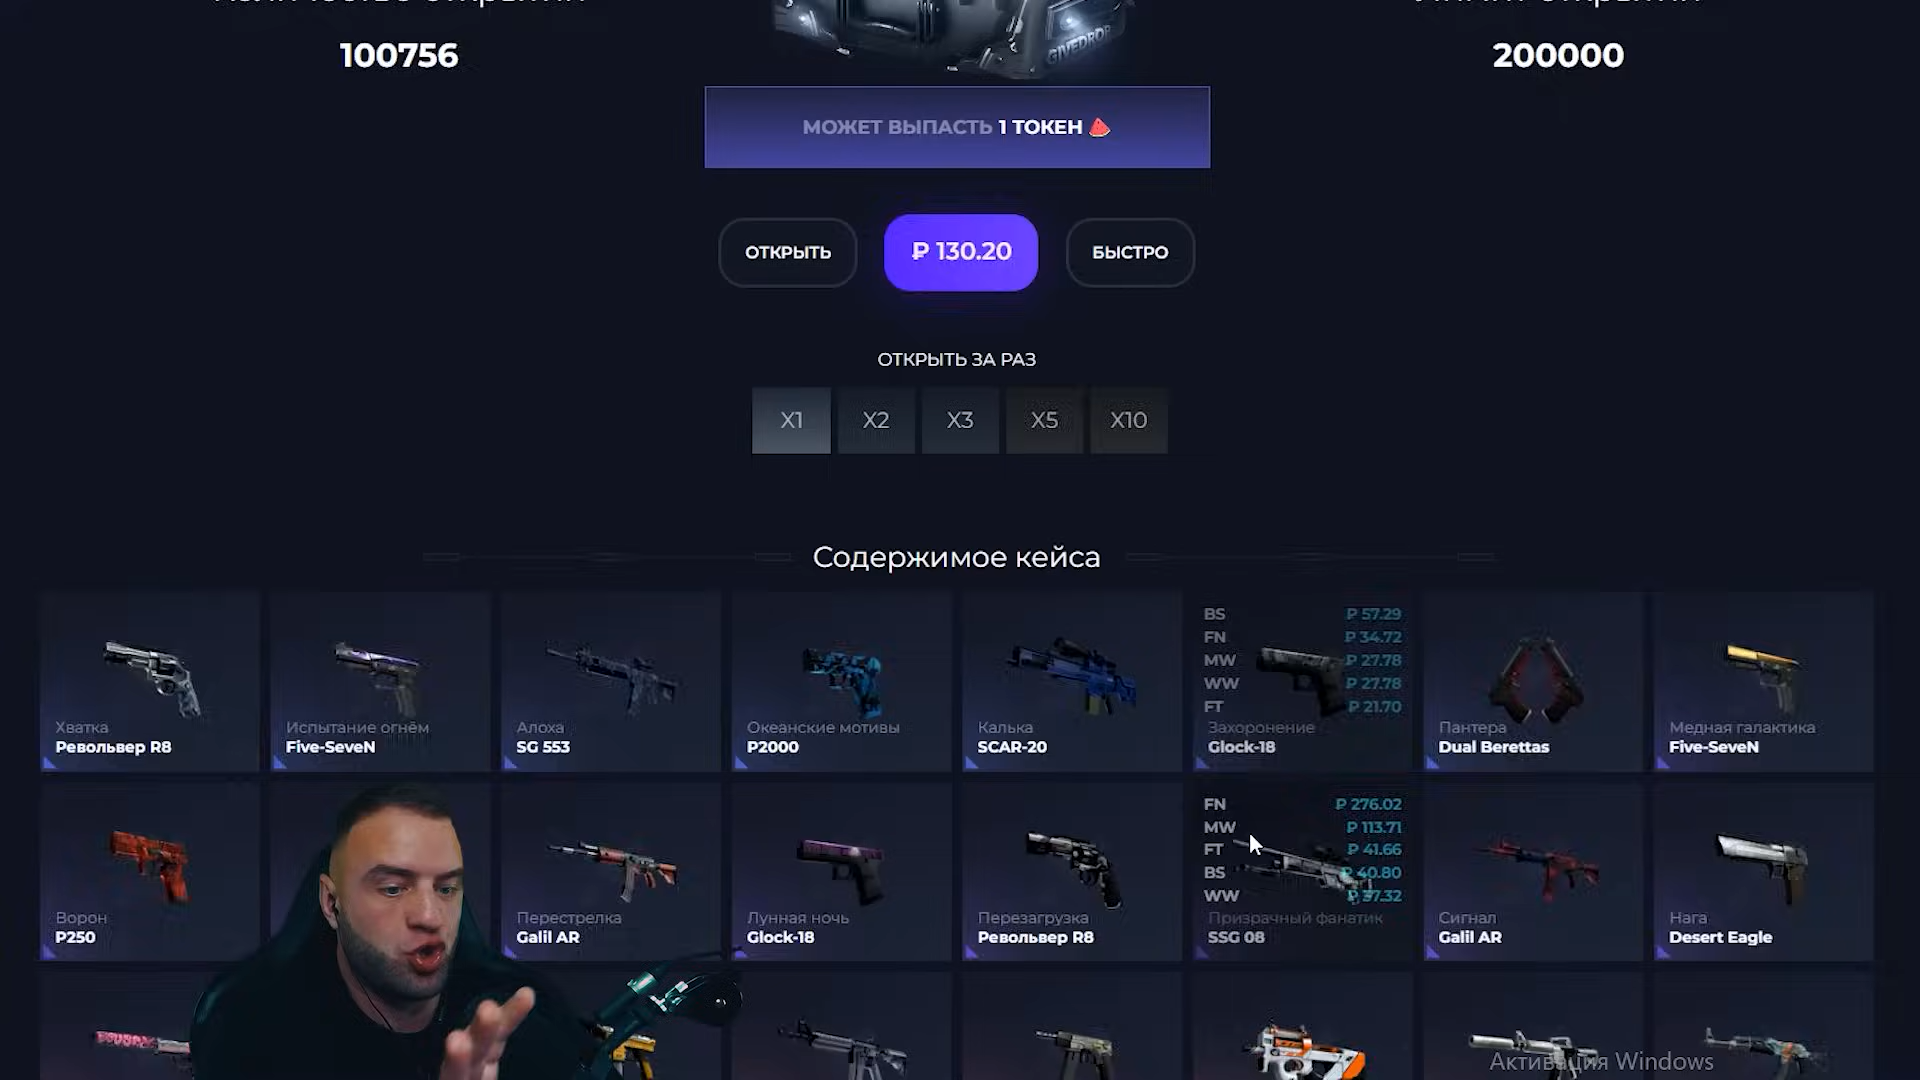 100756
200000
GIVEDROP
МОЖЕТ ВЫПАСТЬ 1 ТОКЕН
ОТКРЫТЬ
₽ 130.20
БЫСТРО
ОТКРЫТЬ ЗА РАЗ
X1
X2
X3
X5
X10
Содержимое кейса
Хватка
Револьвер R8
Испытание огнём
Five-SeveN
Алоха
SG 553
Океанские мотивы
P2000
Калька
SCAR-20
BS ₽ 57.29
FN ₽ 34.72
MW ₽ 27.78
WW ₽ 27.78
FT ₽ 21.70
Захоронение
Glock-18
Пантера
Dual Berettas
Медная галактика
Five-SeveN
Ворон
P250
Перестрелка
Galil AR
Лунная ночь
Glock-18
Перезагрузка
Револьвер R8
FN ₽ 276.02
MW ₽ 113.71
FT ₽ 41.66
BS ₽ 40.80
WW ₽ 37.32
Призрачный фанатик
SSG 08
Сигнал
Galil AR
Нага
Desert Eagle
Активация Windows